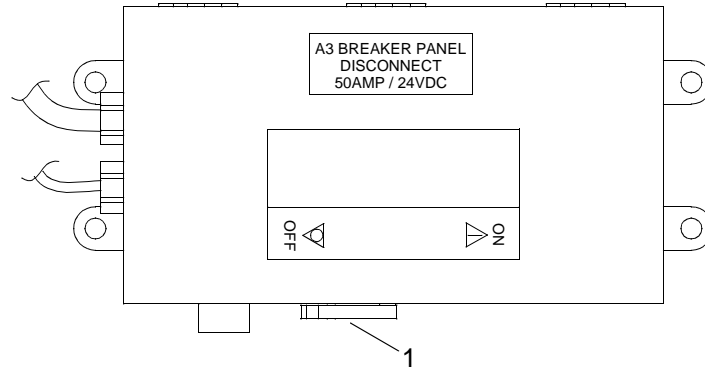 A3 BREAKER PANEL
DISCONNECT
50AMP / 24VDC
OFF
ON
1